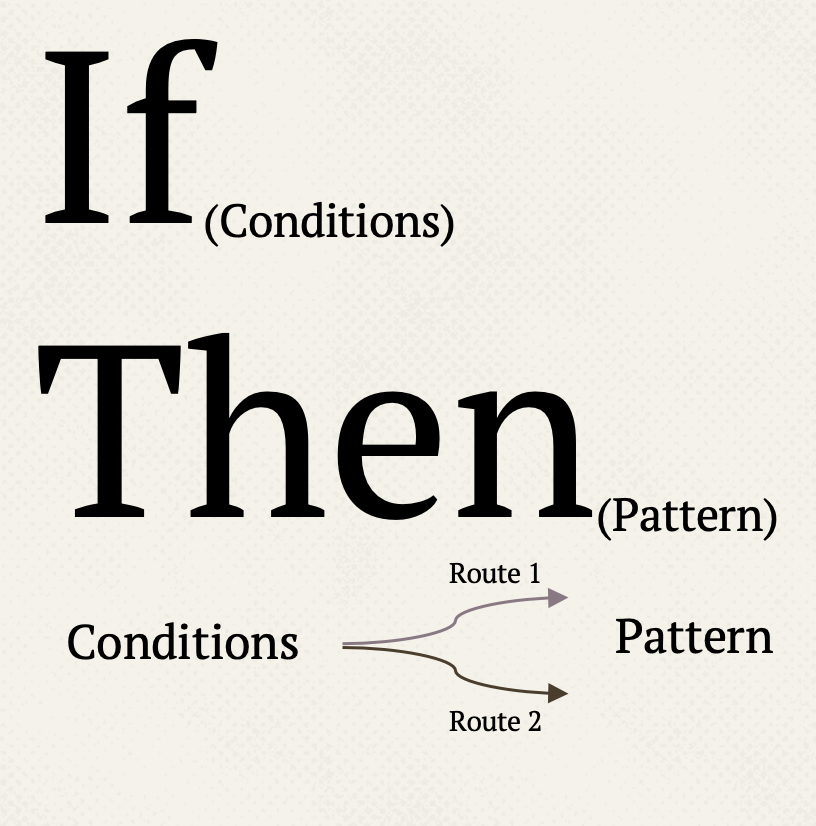 If (Conditions)
Then (Pattern)
Route 1
Conditions Pattern
Route 2